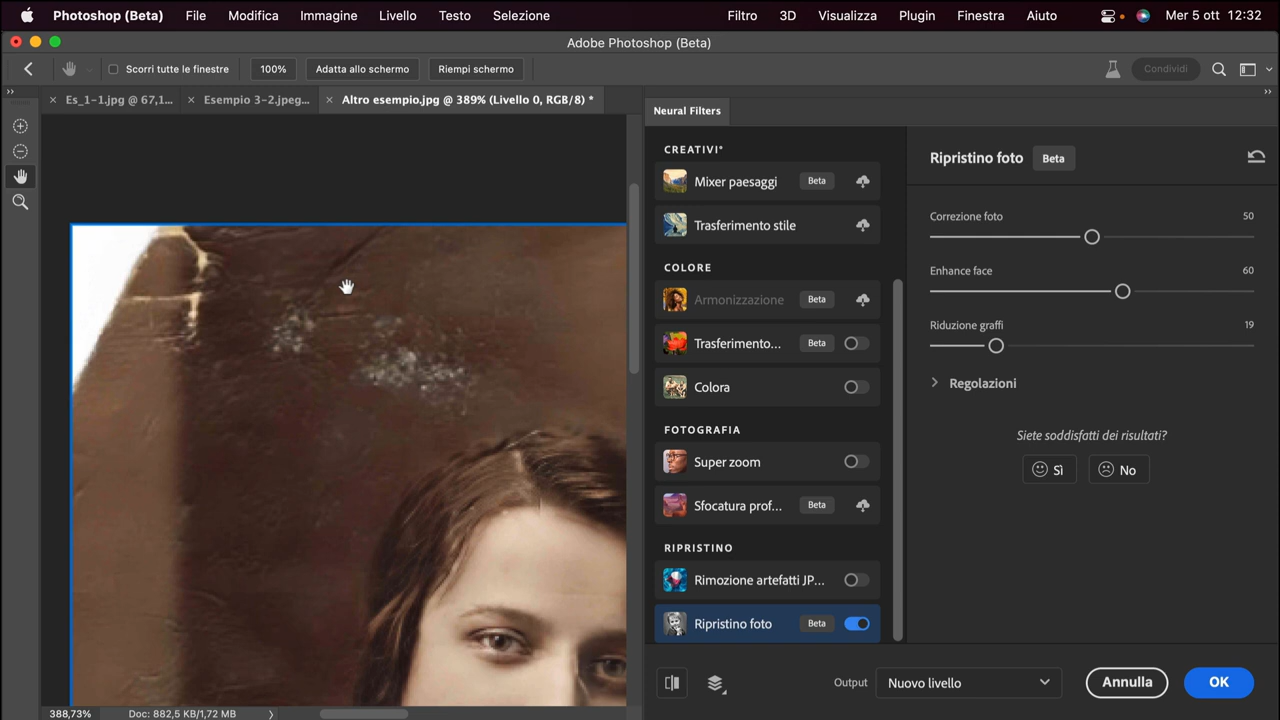 Photoshop (Beta) File Modifica Immagine Livello Testo Selezione Filtro 3D Visualizza Plugin Finestra Aiuto Mer 5 ott 12:32
Adobe Photoshop (Beta)
Scorri tutte le finestre 100% Adatta allo schermo Riempi schermo Condividi
Es_1-1.jpg @ 67,1... Esempio 3-2.jpeg... Altro esempio.jpg @ 389% (Livello 0, RGB/8) *
Neural Filters
CREATIVI*
Mixer paesaggi Beta
Trasferimento stile
COLORE
Armonizzazione Beta
Trasferimento... Beta
Colora
FOTOGRAFIA
Super zoom
Sfocatura prof... Beta
RIPRISTINO
Rimozione artefatti JP...
Ripristino foto Beta
Ripristino foto Beta
Correzione foto 50
Enhance face 60
Riduzione graffi 19
Regolazioni
Siete soddisfatti dei risultati?
Sì No
Output Nuovo livello Annulla OK
388,73% Doc: 882,5 KB/1,72 MB